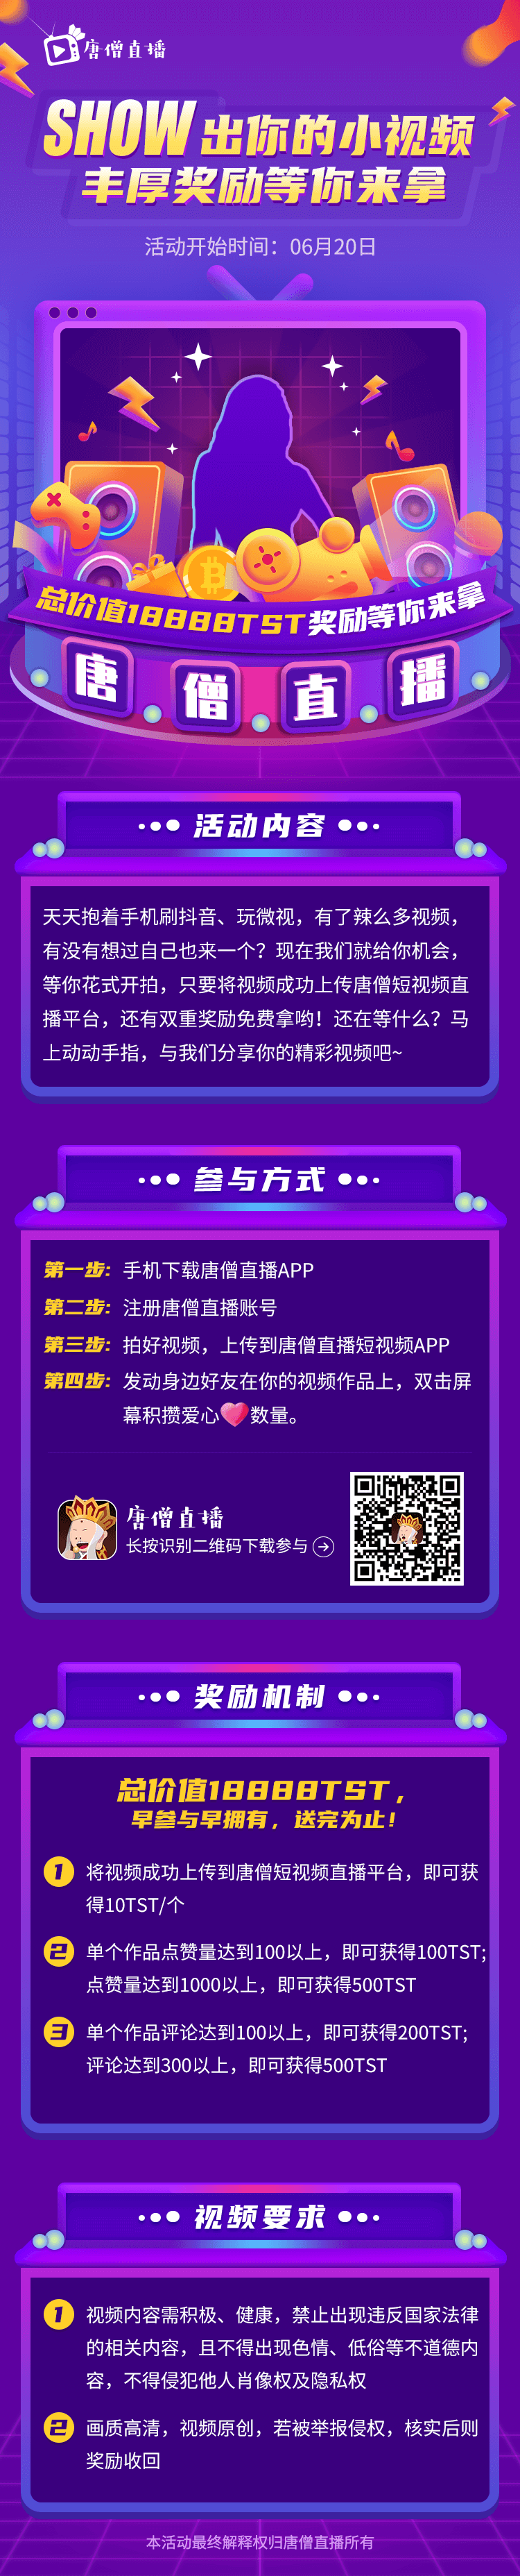 唐僧直播
SHOW出你的小视频
丰厚奖励等你来拿
活动开始时间：06月20日
总价值18888TST奖励等你来拿
唐僧直播
活动内容
天天抱着手机刷抖音、玩微视，有了辣么多视频，
有没有想过自己也来一个？现在我们就给你机会，
等你花式开拍，只要将视频成功上传唐僧短视频直
播平台，还有双重奖励免费拿哟！还在等什么？马
上动动手指，与我们分享你的精彩视频吧~
参与方式
第一步：手机下载唐僧直播APP
第二步：注册唐僧直播账号
第三步：拍好视频，上传到唐僧直播短视频APP
第四步：发动身边好友在你的视频作品上，双击屏
幕积攒爱心数量。
唐僧直播
长按识别二维码下载参与
奖励机制
总价值18888TST，
早参与早拥有，送完为止！
1 将视频成功上传到唐僧短视频直播平台，即可获
得10TST/个
2 单个作品点赞量达到100以上，即可获得100TST;
点赞量达到1000以上，即可获得500TST
3 单个作品评论达到100以上，即可获得200TST;
评论达到300以上，即可获得500TST
视频要求
1 视频内容需积极、健康，禁止出现违反国家法律
的相关内容，且不得出现色情、低俗等不道德内
容，不得侵犯他人肖像权及隐私权
2 画质高清，视频原创，若被举报侵权，核实后则
奖励收回
本活动最终解释权归唐僧直播所有